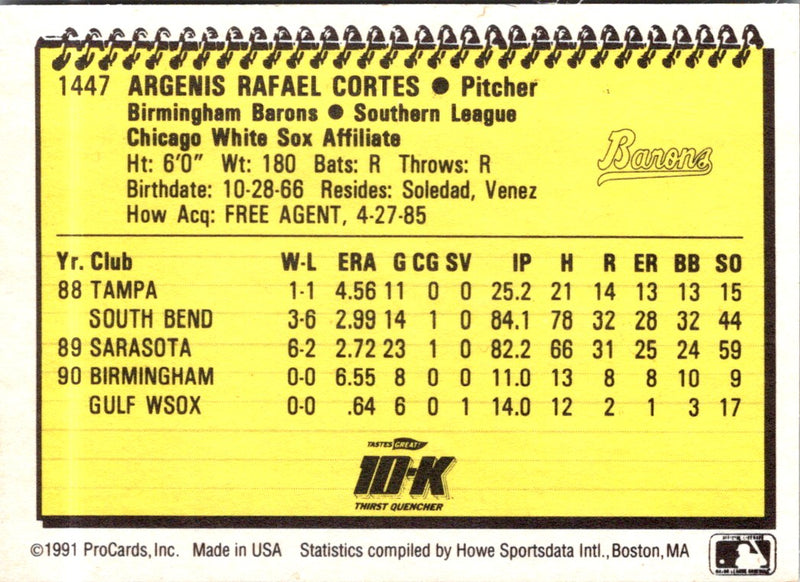 1447 ARGENIS RAFAEL CORTES ● Pitcher
Birmingham Barons ● Southern League
Chicago White Sox Affiliate
Barons
Ht: 6'0" Wt: 180 Bats: R Throws: R
Birthdate: 10-28-66 Resides: Soledad, Venez
How Acq: FREE AGENT, 4-27-85
Yr. Club W-L ERA G CG SV IP H R ER BB SO
88 TAMPA 1-1 4.56 11 0 0 25.2 21 14 13 13 15
SOUTH BEND 3-6 2.99 14 1 0 84.1 78 32 28 32 44
89 SARASOTA 6-2 2.72 23 1 0 82.2 66 31 25 24 59
90 BIRMINGHAM 0-0 6.55 8 0 0 11.0 13 8 8 10 9
GULF WSOX 0-0 .64 6 0 1 14.0 12 2 1 3 17
TASTES GREAT!
10-K
THIRST QUENCHER
©1991 ProCards, Inc. Made in USA Statistics compiled by Howe Sportsdata Intl., Boston, MA